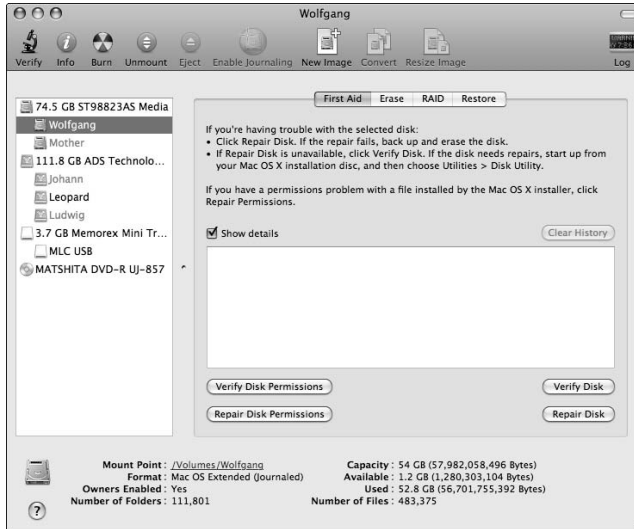 Wolfgang
Verify Info Burn Unmount Eject Enable Journaling New Image Convert Resize Image Log
74.5 GB ST98823AS Media
Wolfgang
Mother
111.8 GB ADS Technolo...
Johann
Leopard
Ludwig
3.7 GB Memorex Mini Tr...
MLC USB
MATSHITA DVD-R UJ-857
First Aid Erase RAID Restore
If you're having trouble with the selected disk:
• Click Repair Disk. If the repair fails, back up and erase the disk.
• If Repair Disk is unavailable, click Verify Disk. If the disk needs repairs, start up from
your Mac OS X installation disc, and then choose Utilities > Disk Utility.
If you have a permissions problem with a file installed by the Mac OS X installer, click
Repair Permissions.
Show details
Clear History
Verify Disk Permissions
Verify Disk
Repair Disk Permissions
Repair Disk
Mount Point : /Volumes/Wolfgang
Format : Mac OS Extended (Journaled)
Owners Enabled : Yes
Number of Folders : 111,801
Capacity : 54 GB (57,982,058,496 Bytes)
Available : 1.2 GB (1,280,303,104 Bytes)
Used : 52.8 GB (56,701,755,392 Bytes)
Number of Files : 483,375
?